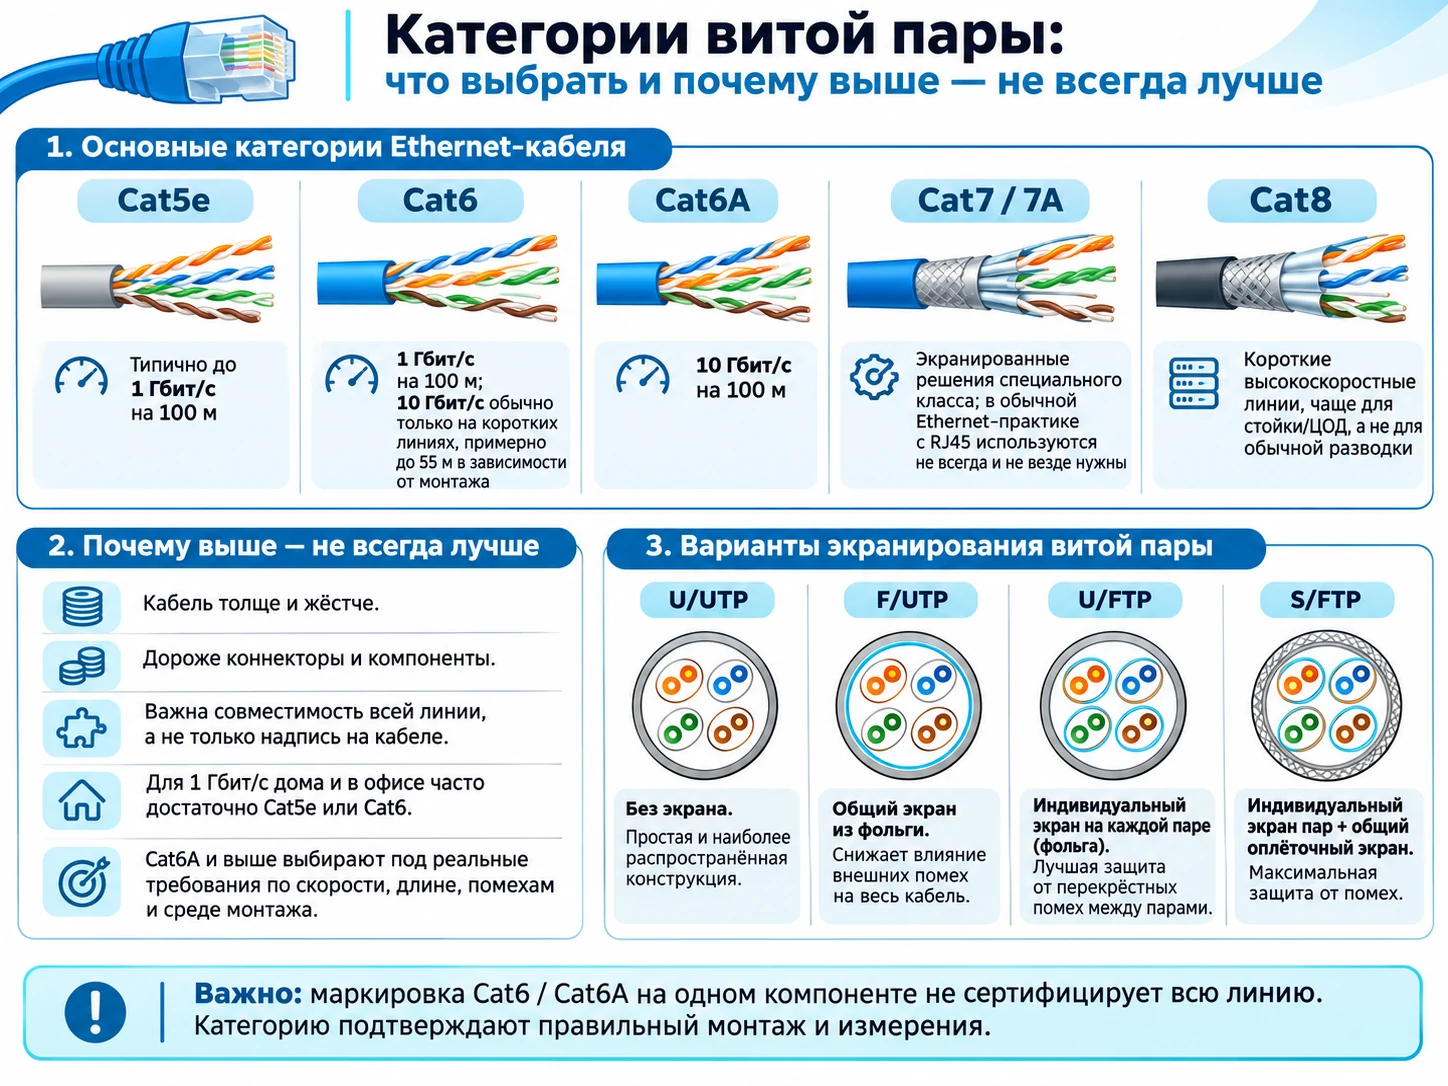 Категории витой пары:
что выбрать и почему выше — не всегда лучше
1. Основные категории Ethernet-кабеля
Cat5e
Типично до
1 Гбит/с
на 100 м
Cat6
1 Гбит/с
на 100 м;
10 Гбит/с обычно
только на коротких
линиях, примерно
до 55 м в зависимости
от монтажа
Cat6A
10 Гбит/с
на 100 м
Cat7 / 7A
Экранированные
решения специального
класса; в обычной
Ethernet-практике
с RJ45 используются
не всегда и не везде нужны
Cat8
Короткие
высокоскоростные
линии, чаще для
стойки/ЦОД, а не для
обычной разводки
2. Почему выше — не всегда лучше
Кабель толще и жёстче.
Дороже коннекторы и компоненты.
Важна совместимость всей линии,
а не только надпись на кабеле.
Для 1 Гбит/с дома и в офисе часто
достаточно Cat5e или Cat6.
Cat6A и выше выбирают под реальные
требования по скорости, длине, помехам
и среде монтажа.
3. Варианты экранирования витой пары
U/UTP
Без экрана.
Простая и наиболее
распространённая
конструкция.
F/UTP
Общий экран
из фольги.
Снижает влияние
внешних помех
на весь кабель.
U/FTP
Индивидуальный
экран на каждой паре
(фольга).
Лучшая защита
от перекрёстных
помех между парами.
S/FTP
Индивидуальный
экран пар + общий
оплёточный экран.
Максимальная
защита от помех.
Важно: маркировка Cat6 / Cat6A на одном компоненте не сертифицирует всю линию.
Категорию подтверждают правильный монтаж и измерения.